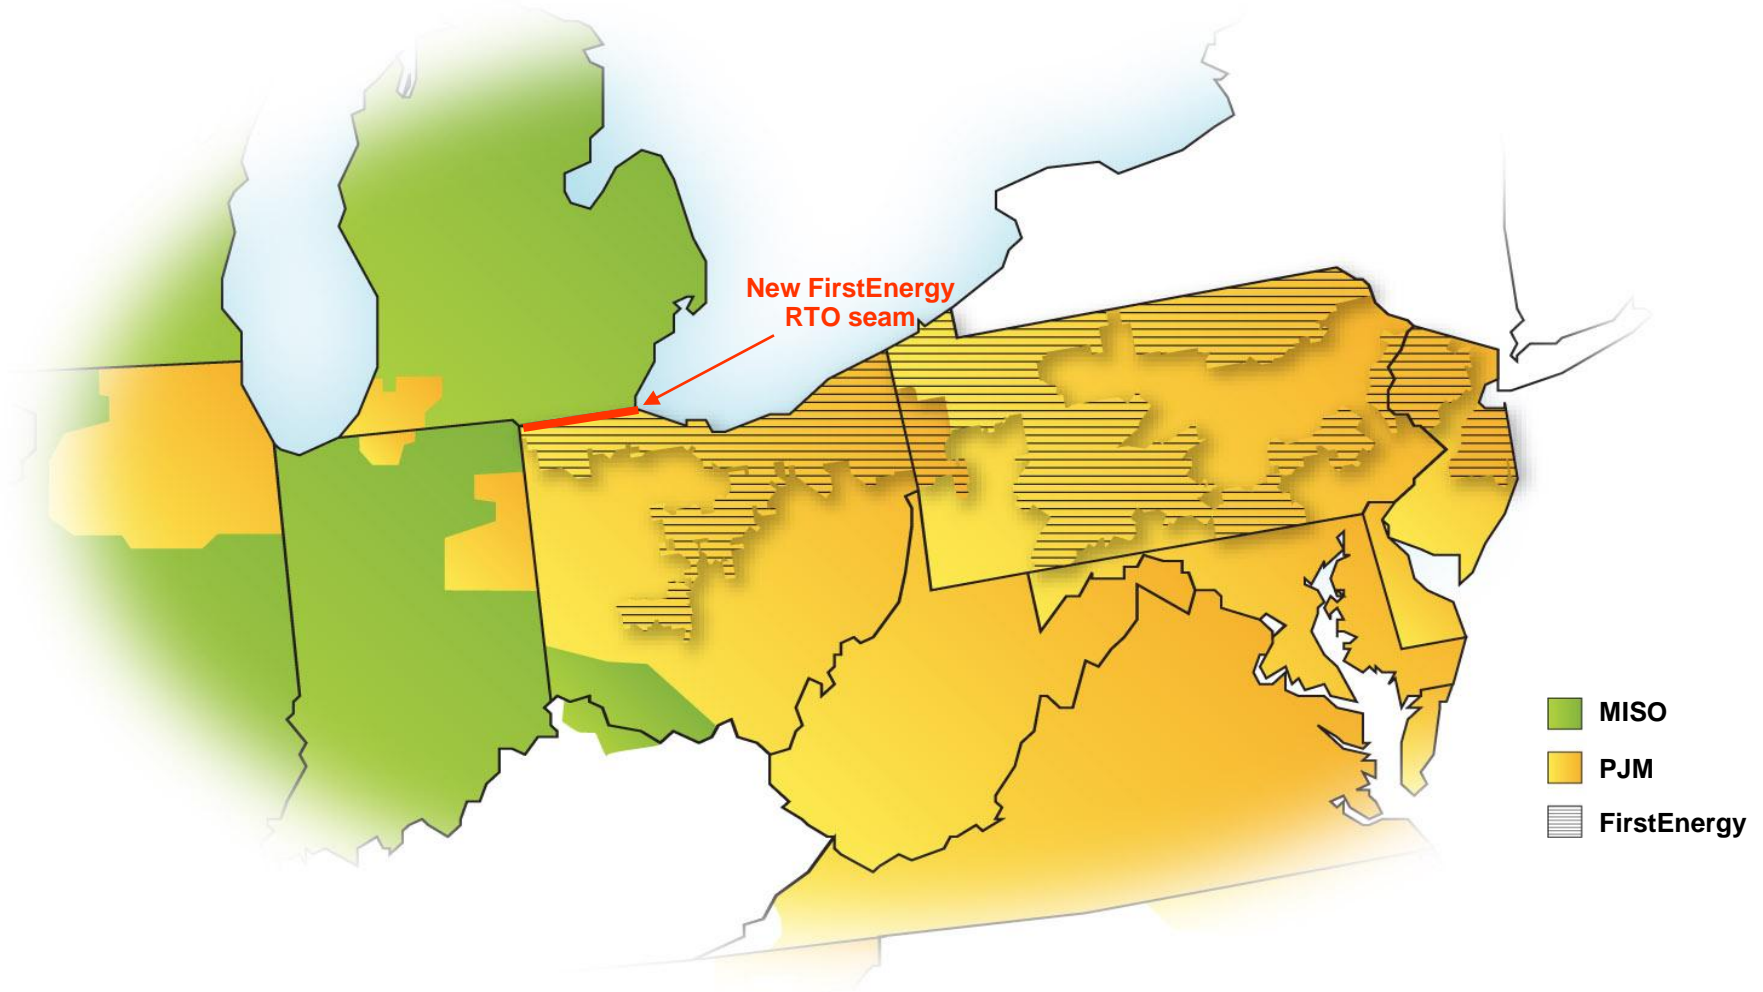 New FirstEnergy
RTO seam
MISO
PJM
FirstEnergy